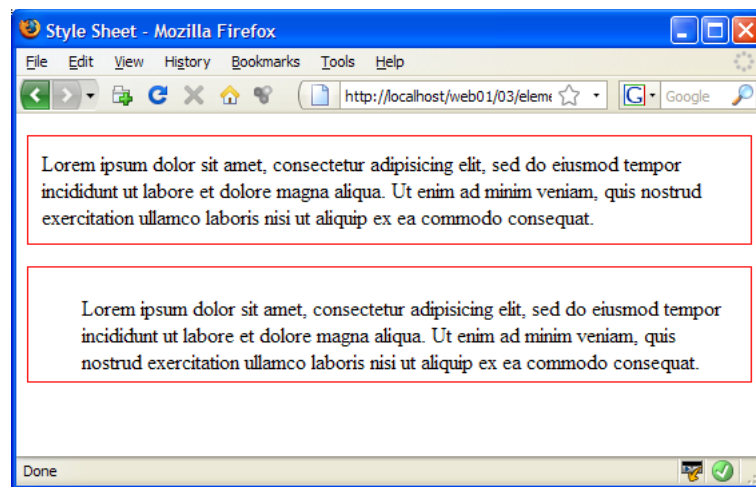 Style Sheet - Mozilla Firefox
File Edit View History Bookmarks Tools Help
http://localhost/web01/03/eleme G Google
Lorem ipsum dolor sit amet, consectetur adipisicing elit, sed do eiusmod tempor
incididunt ut labore et dolore magna aliqua. Ut enim ad minim veniam, quis nostrud
exercitation ullamco laboris nisi ut aliquip ex ea commodo consequat.
Lorem ipsum dolor sit amet, consectetur adipisicing elit, sed do eiusmod tempor
incididunt ut labore et dolore magna aliqua. Ut enim ad minim veniam, quis
nostrud exercitation ullamco laboris nisi ut aliquip ex ea commodo consequat.
Done